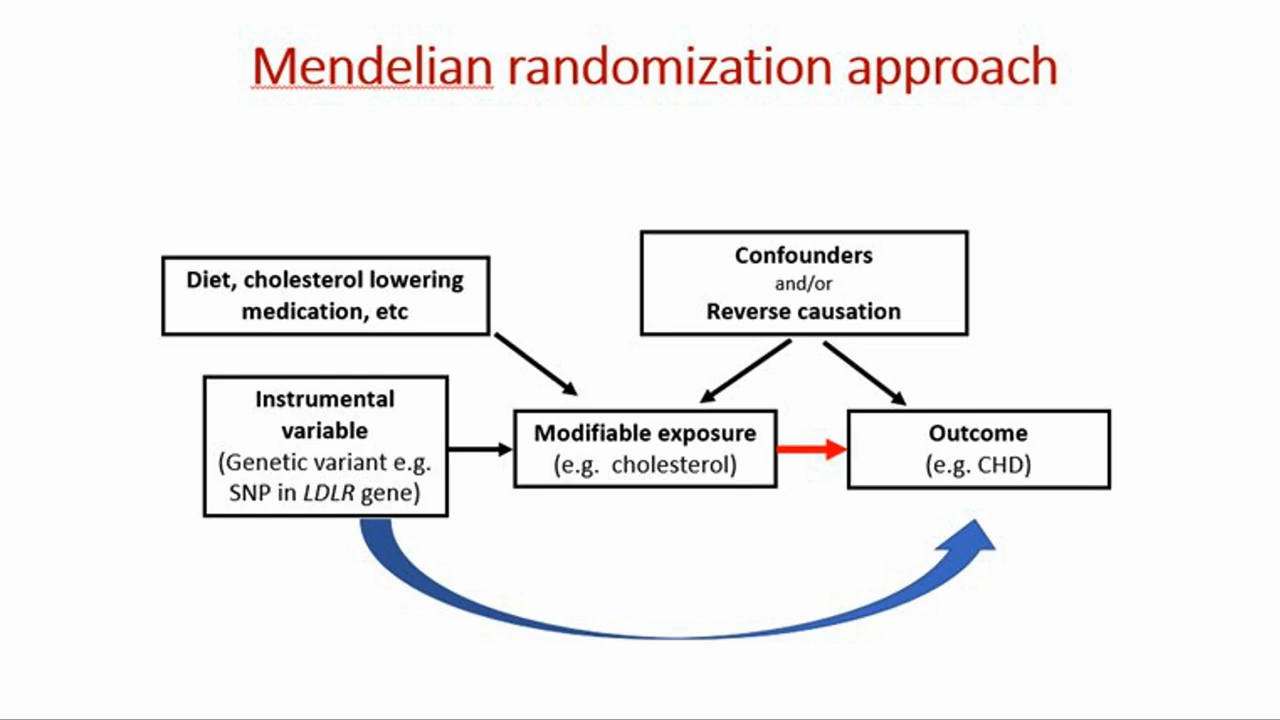 Mendelian randomization approach
Diet, cholesterol lowering
medication, etc
Confounders
and/or
Reverse causation
Instrumental
variable
(Genetic variant e.g.
SNP in LDLR gene)
Modifiable exposure
(e.g. cholesterol)
Outcome
(e.g. CHD)